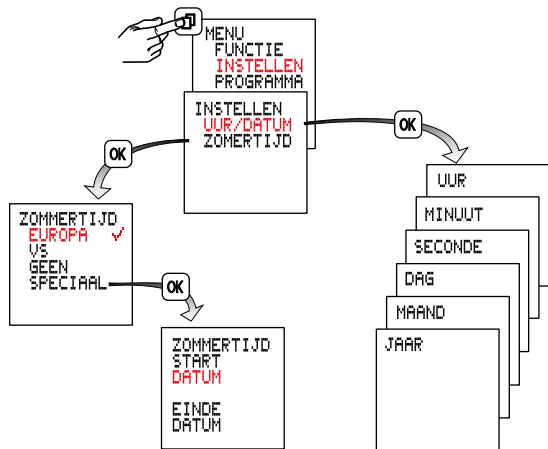 MENU
FUNCTIE
INSTELLEN
PROGRAMMA
INSTELLEN
UUR/DATUM
ZOMERTIJD
OK
OK
ZOMMERTIJD
EUROPA ✓
VS
GEEN
SPECIAAL
OK
ZOMMERTIJD
START
DATUM
EINDE
DATUM
UUR
MINUUT
SECONDE
DAG
MAAND
JAAR